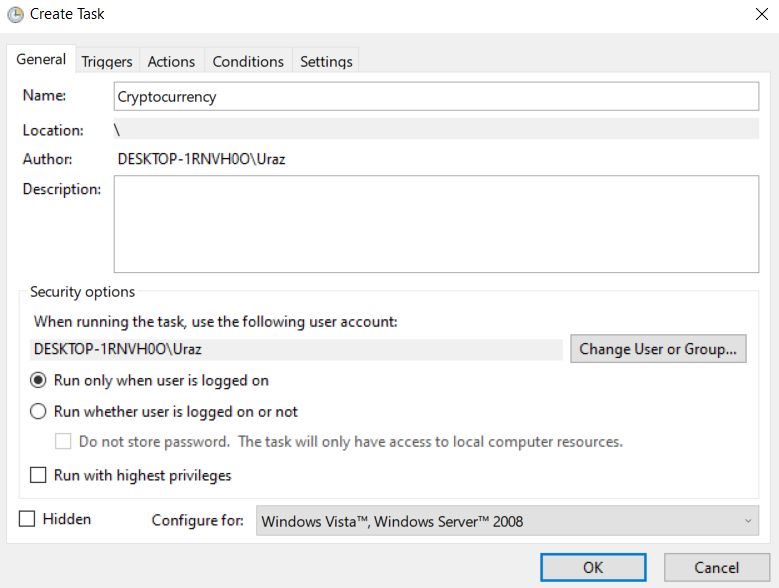 Create Task
General Triggers Actions Conditions Settings
Name: Cryptocurrency
Location: \
Author: DESKTOP-1RNVH0O\Uraz
Description:
Security options
When running the task, use the following user account:
DESKTOP-1RNVH0O\Uraz Change User or Group...
Run only when user is logged on
Run whether user is logged on or not
Do not store password. The task will only have access to local computer resources.
Run with highest privileges
Hidden Configure for: Windows Vista™, Windows Server™ 2008
OK Cancel